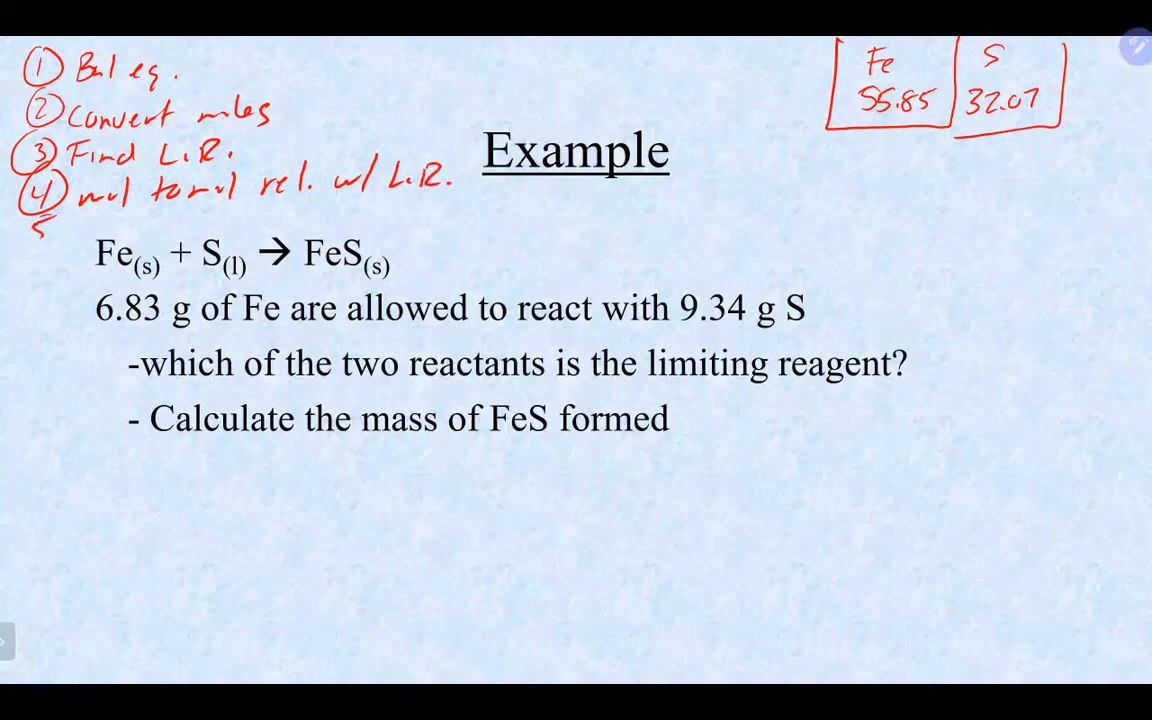 ① Bal eq.
② Convert moles
③ Find L.R.
④ mol to mol rel. w/ L.R.
5
Fe S
55.85 32.07
Example
Fe(s) + S(l) → FeS(s)
6.83 g of Fe are allowed to react with 9.34 g S
-which of the two reactants is the limiting reagent?
- Calculate the mass of FeS formed